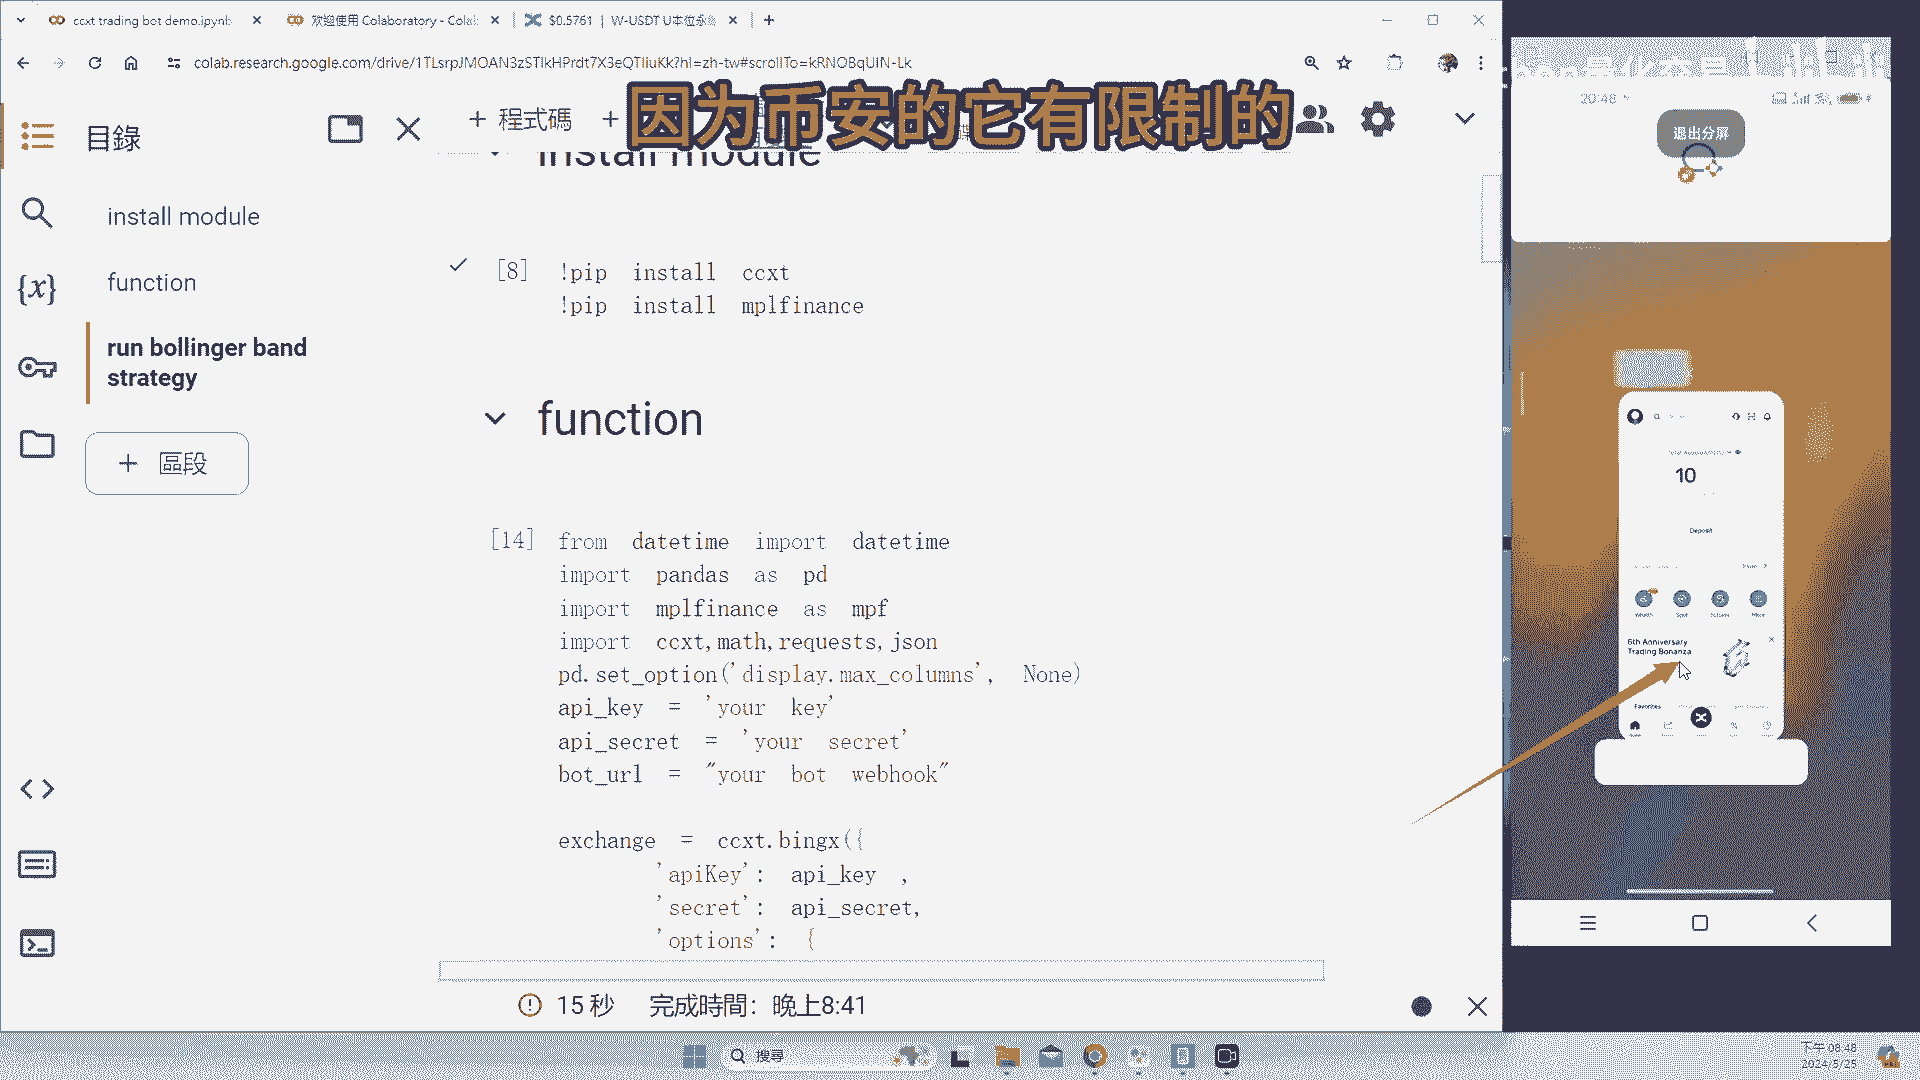 ccxt trading bot demo.ipynb
歡迎使用 Colaboratory - Colab
$0.5761 | W-USDT U本位永續
colab.research.google.com/drive/1TLsrpJMOAN3zSTlkHPrdt7X3eQTliuKk?hl=zh-tw#scrollTo=kRNOBqUlN-Lk
因为币安的它有限制的
目錄
+ 程式碼 +
install module
install module
function
run bollinger band
strategy
+ 區段
[8] !pip install ccxt
!pip install mplfinance
function
[14] from datetime import datetime
import pandas as pd
import mplfinance as mpf
import ccxt,math,requests,json
pd.set_option('display.max_columns', None)
api_key = 'your key'
api_secret = 'your secret'
bot_url = "your bot webhook"
exchange = ccxt.bingx({
'apiKey': api_key ,
'secret': api_secret,
'options': {
15 秒 完成時間：晚上8:41
20:48
退出分屏
10
Deposit
6th Anniversary
Trading Bonanza
Favorites
搜尋
下午 08:48
2024/5/25